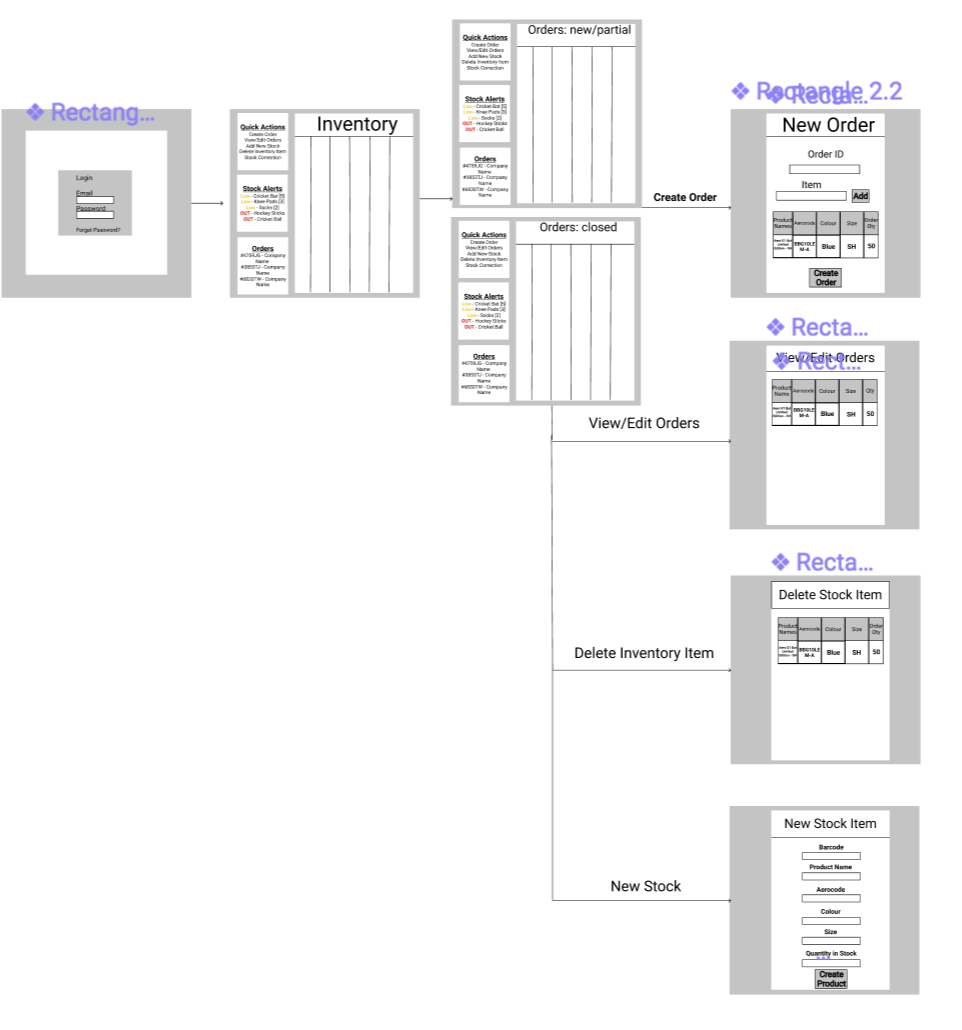 ❖ Rectang...
Login
Email
Password
Forgot Password?
Quick Actions
Create Order
View/Edit Orders
Add New Stock
Delete Inventory Item
Stock Correction
Stock Alerts
Low - Cricket Bat [5]
Low - Knee Pads [3]
Low - Socks [2]
OUT - Hockey Sticks
OUT - Cricket Ball
Orders
#4759JG - Company
Name
#3853TJ - Company
Name
#6830TW - Company
Name
Inventory
Quick Actions
Create Order
View/Edit Orders
Add New Stock
Delete Inventory Item
Stock Correction
Stock Alerts
Low - Cricket Bat [5]
Low - Knee Pads [3]
Low - Socks [2]
OUT - Hockey Sticks
OUT - Cricket Ball
Orders
#4759JG - Company
Name
#3853TJ - Company
Name
#6830TW - Company
Name
Orders: new/partial
Quick Actions
Create Order
View/Edit Orders
Add New Stock
Delete Inventory Item
Stock Correction
Stock Alerts
Low - Cricket Bat [5]
Low - Knee Pads [3]
Low - Socks [2]
OUT - Hockey Sticks
OUT - Cricket Ball
Orders
#4759JG - Company
Name
#3853TJ - Company
Name
#6830TW - Company
Name
Orders: closed
Create Order
❖ Rectangle 2.2
❖ Recta...
New Order
Order ID
Item
Add
Product Names Aerocode Colour Size Order Qty
BBG10LE M-A Blue SH 50
Create
Order
View/Edit Orders
❖ Recta...
View/Edit Orders
❖ Rect...
Product Name Aerocode Colour Size Qty
BBG10LE M-A Blue SH 50
Delete Inventory Item
❖ Recta...
Delete Stock Item
Product Names Aerocode Colour Size Order Qty
BBG10LE M-A Blue SH 50
New Stock
New Stock Item
Barcode
Product Name
Aerocode
Colour
Size
Quantity in Stock
Create
Product